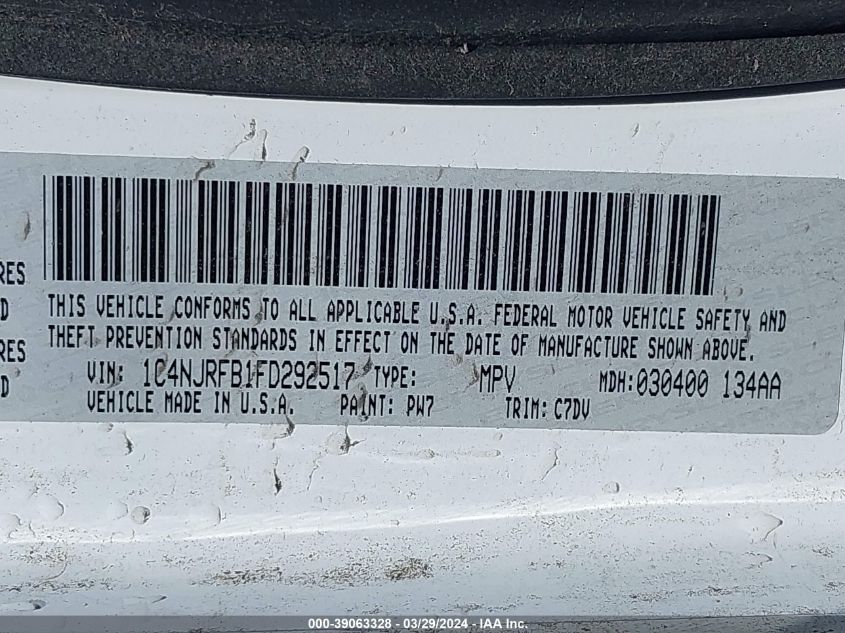 RES
THIS VEHICLE CONFORMS TO ALL APPLICABLE U.S.A. FEDERAL MOTOR VEHICLE SAFETY AND
D
THEFT PREVENTION STANDARDS IN EFFECT ON THE DATE OF MANUFACTURE SHOWN ABOVE.
RES
VIN: 1C4NJRFB1FD292517 TYPE: MPV MDH:030400 134AA
D
VEHICLE MADE IN U.S.A. PAINT: PW7 TRIM: C7DV
000-39063328 - 03/29/2024 - IAA Inc.